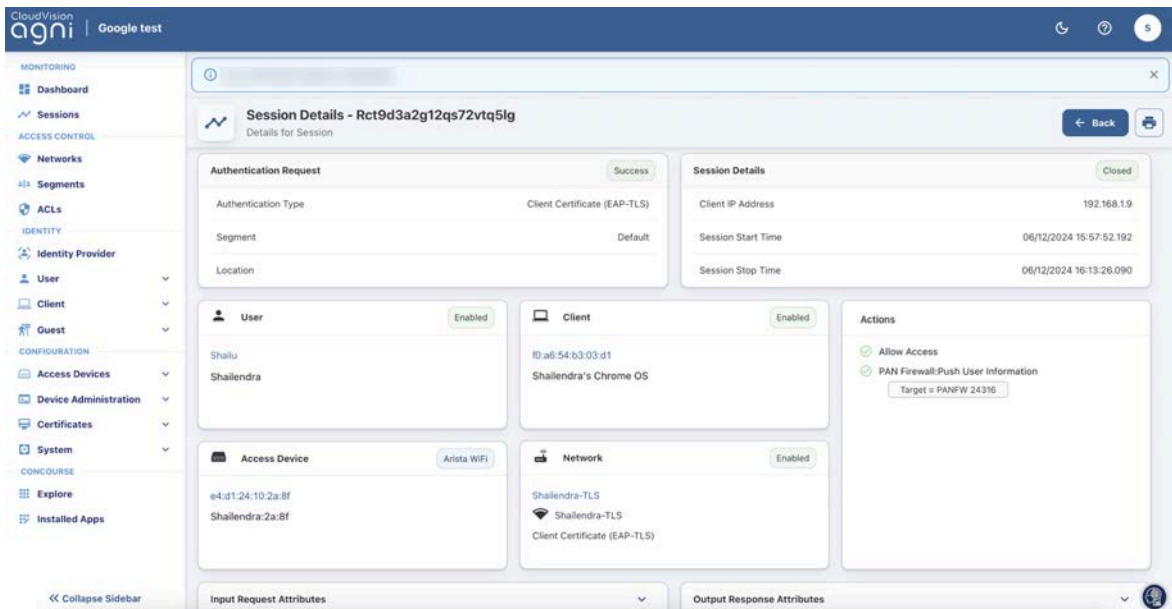 CloudVision
agni
Google test
S
MONITORING
Dashboard
Sessions
ACCESS CONTROL
Networks
Segments
ACLs
IDENTITY
Identity Provider
User
Client
Guest
CONFIGURATION
Access Devices
Device Administration
Certificates
System
CONCOURSE
Explore
Installed Apps
Collapse Sidebar
Session Details - Rct9d3a2g12qs72vtq5lg
Details for Session
Back
Authentication Request Success
Authentication Type Client Certificate (EAP-TLS)
Segment Default
Location
Session Details Closed
Client IP Address 192.168.1.9
Session Start Time 06/12/2024 15:57:52.192
Session Stop Time 06/12/2024 16:13:26.090
User Enabled
Shailu
Shailendra
Client Enabled
f0:a6:54:b3:03:d1
Shailendra's Chrome OS
Actions
Allow Access
PAN Firewall:Push User Information
Target = PANFW 24316
Access Device Arista WiFi
e4:d1:24:10:2a:8f
Shailendra:2a:8f
Network Enabled
Shailendra-TLS
Shailendra-TLS
Client Certificate (EAP-TLS)
Input Request Attributes
Output Response Attributes